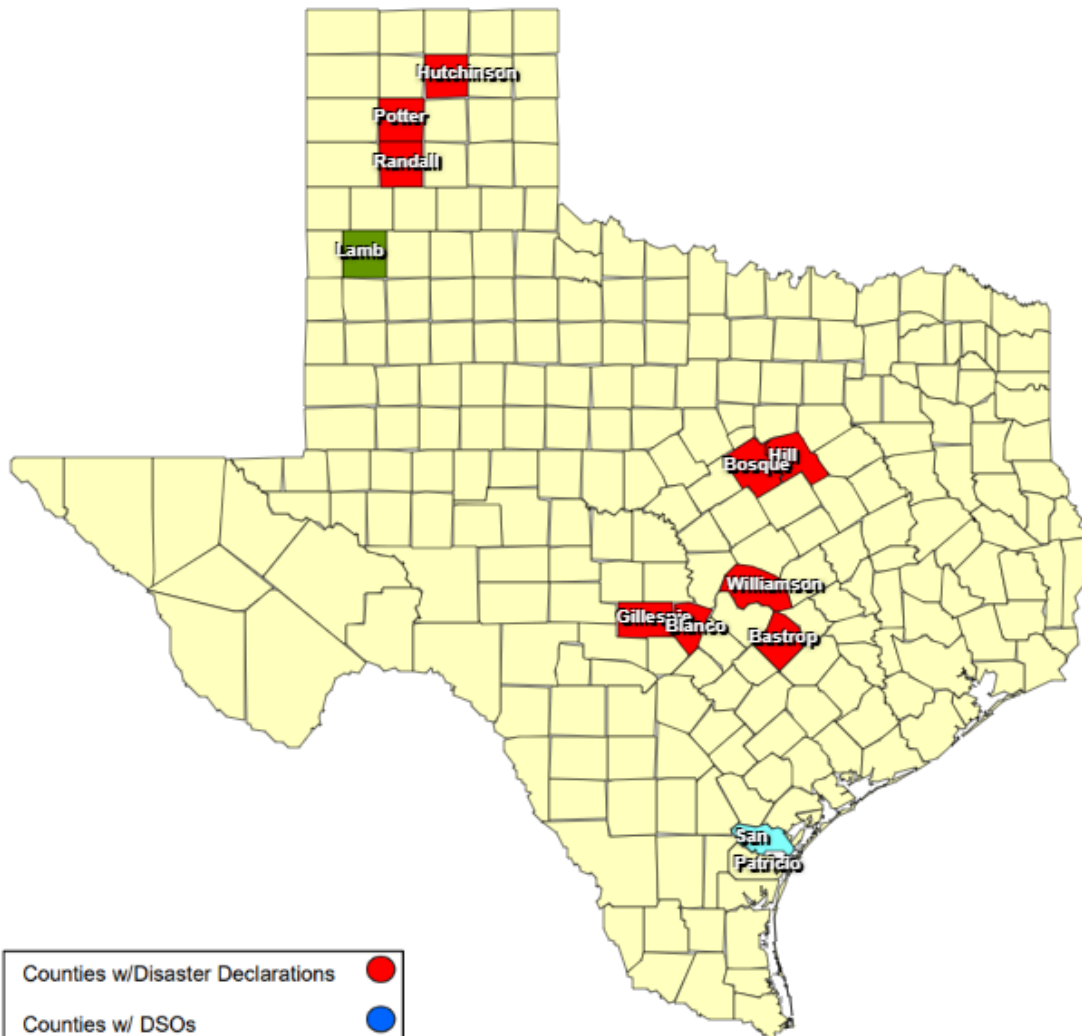 Hutchinson
Potter
Randall
Lamb
Hill
Bosque
Williamson
Gillespie
Blanco
Bastrop
San
Patricio
Counties w/Disaster Declarations
Counties w/ DSOs